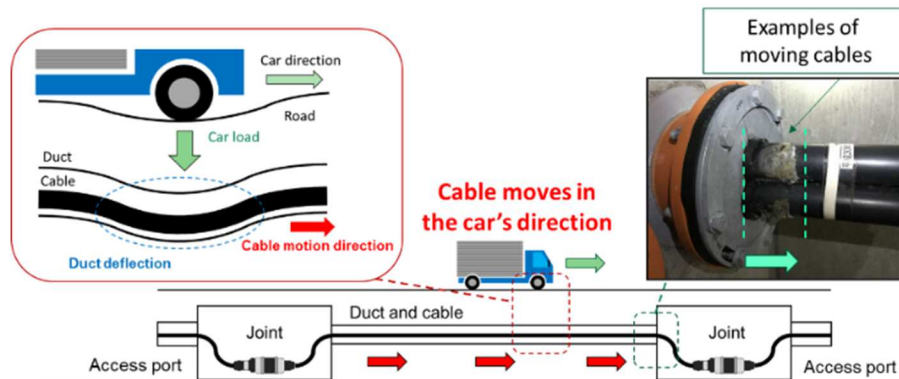 Examples of
moving cables
Car direction
Road
Car load
Duct
Cable
Cable motion direction
Duct deflection
Cable moves in
the car's direction
Duct and cable
Joint
Joint
Access port
Access port